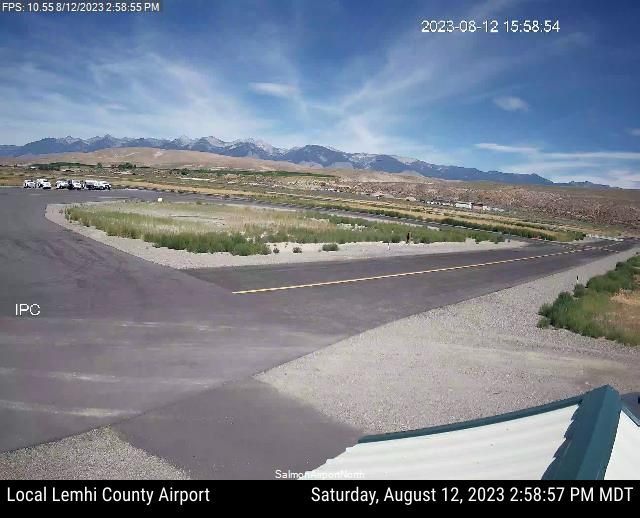 FPS: 10.55 8/12/2023 2:58:55 PM
2023-08-12 15:58:54
IPC
SalmonAirportNorth
Local Lemhi County Airport
Saturday, August 12, 2023 2:58:57 PM MDT